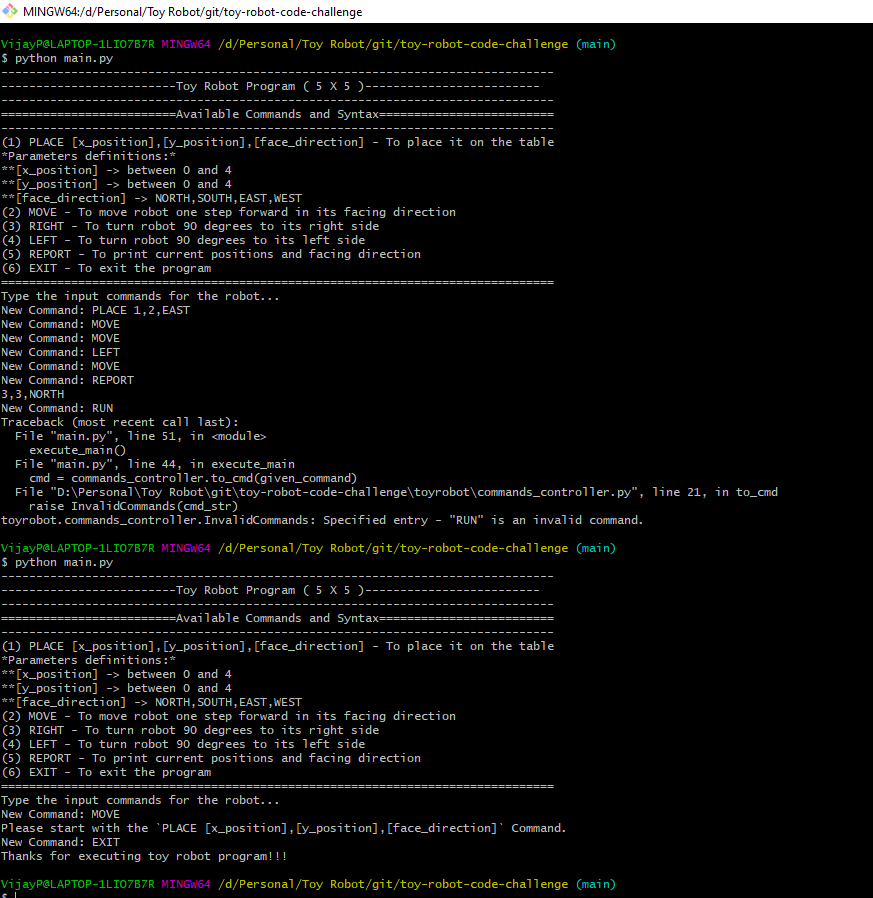 MINGW64:/d/Personal/Toy Robot/git/toy-robot-code-challenge
VijayP@LAPTOP-1LIO7B7R MINGW64 /d/Personal/Toy Robot/git/toy-robot-code-challenge (main)
$ python main.py
-------------------------------------------------------------------------------
-------------------------Toy Robot Program ( 5 X 5 )-------------------------
-------------------------------------------------------------------------------
=========================Available Commands and Syntax=========================
-------------------------------------------------------------------------------
(1) PLACE [x_position],[y_position],[face_direction] - To place it on the table
*Parameters definitions:*
**[x_position] -> between 0 and 4
**[y_position] -> between 0 and 4
**[face_direction] -> NORTH,SOUTH,EAST,WEST
(2) MOVE - To move robot one step forward in its facing direction
(3) RIGHT - To turn robot 90 degrees to its right side
(4) LEFT - To turn robot 90 degrees to its left side
(5) REPORT - To print current positions and facing direction
(6) EXIT - To exit the program
===============================================================================
Type the input commands for the robot...
New Command: PLACE 1,2,EAST
New Command: MOVE
New Command: MOVE
New Command: LEFT
New Command: MOVE
New Command: REPORT
3,3,NORTH
New Command: RUN
Traceback (most recent call last):
  File "main.py", line 51, in <module>
    execute_main()
  File "main.py", line 44, in execute_main
    cmd = commands_controller.to_cmd(given_command)
  File "D:\Personal\Toy Robot\git\toy-robot-code-challenge\toyrobot\commands_controller.py", line 21, in to_cmd
    raise InvalidCommands(cmd_str)
toyrobot.commands_controller.InvalidCommands: Specified entry - "RUN" is an invalid command.
VijayP@LAPTOP-1LIO7B7R MINGW64 /d/Personal/Toy Robot/git/toy-robot-code-challenge (main)
$ python main.py
-------------------------------------------------------------------------------
-------------------------Toy Robot Program ( 5 X 5 )-------------------------
-------------------------------------------------------------------------------
=========================Available Commands and Syntax=========================
-------------------------------------------------------------------------------
(1) PLACE [x_position],[y_position],[face_direction] - To place it on the table
*Parameters definitions:*
**[x_position] -> between 0 and 4
**[y_position] -> between 0 and 4
**[face_direction] -> NORTH,SOUTH,EAST,WEST
(2) MOVE - To move robot one step forward in its facing direction
(3) RIGHT - To turn robot 90 degrees to its right side
(4) LEFT - To turn robot 90 degrees to its left side
(5) REPORT - To print current positions and facing direction
(6) EXIT - To exit the program
===============================================================================
Type the input commands for the robot...
New Command: MOVE
Please start with the `PLACE [x_position],[y_position],[face_direction]` Command.
New Command: EXIT
Thanks for executing toy robot program!!!
VijayP@LAPTOP-1LIO7B7R MINGW64 /d/Personal/Toy Robot/git/toy-robot-code-challenge (main)
$